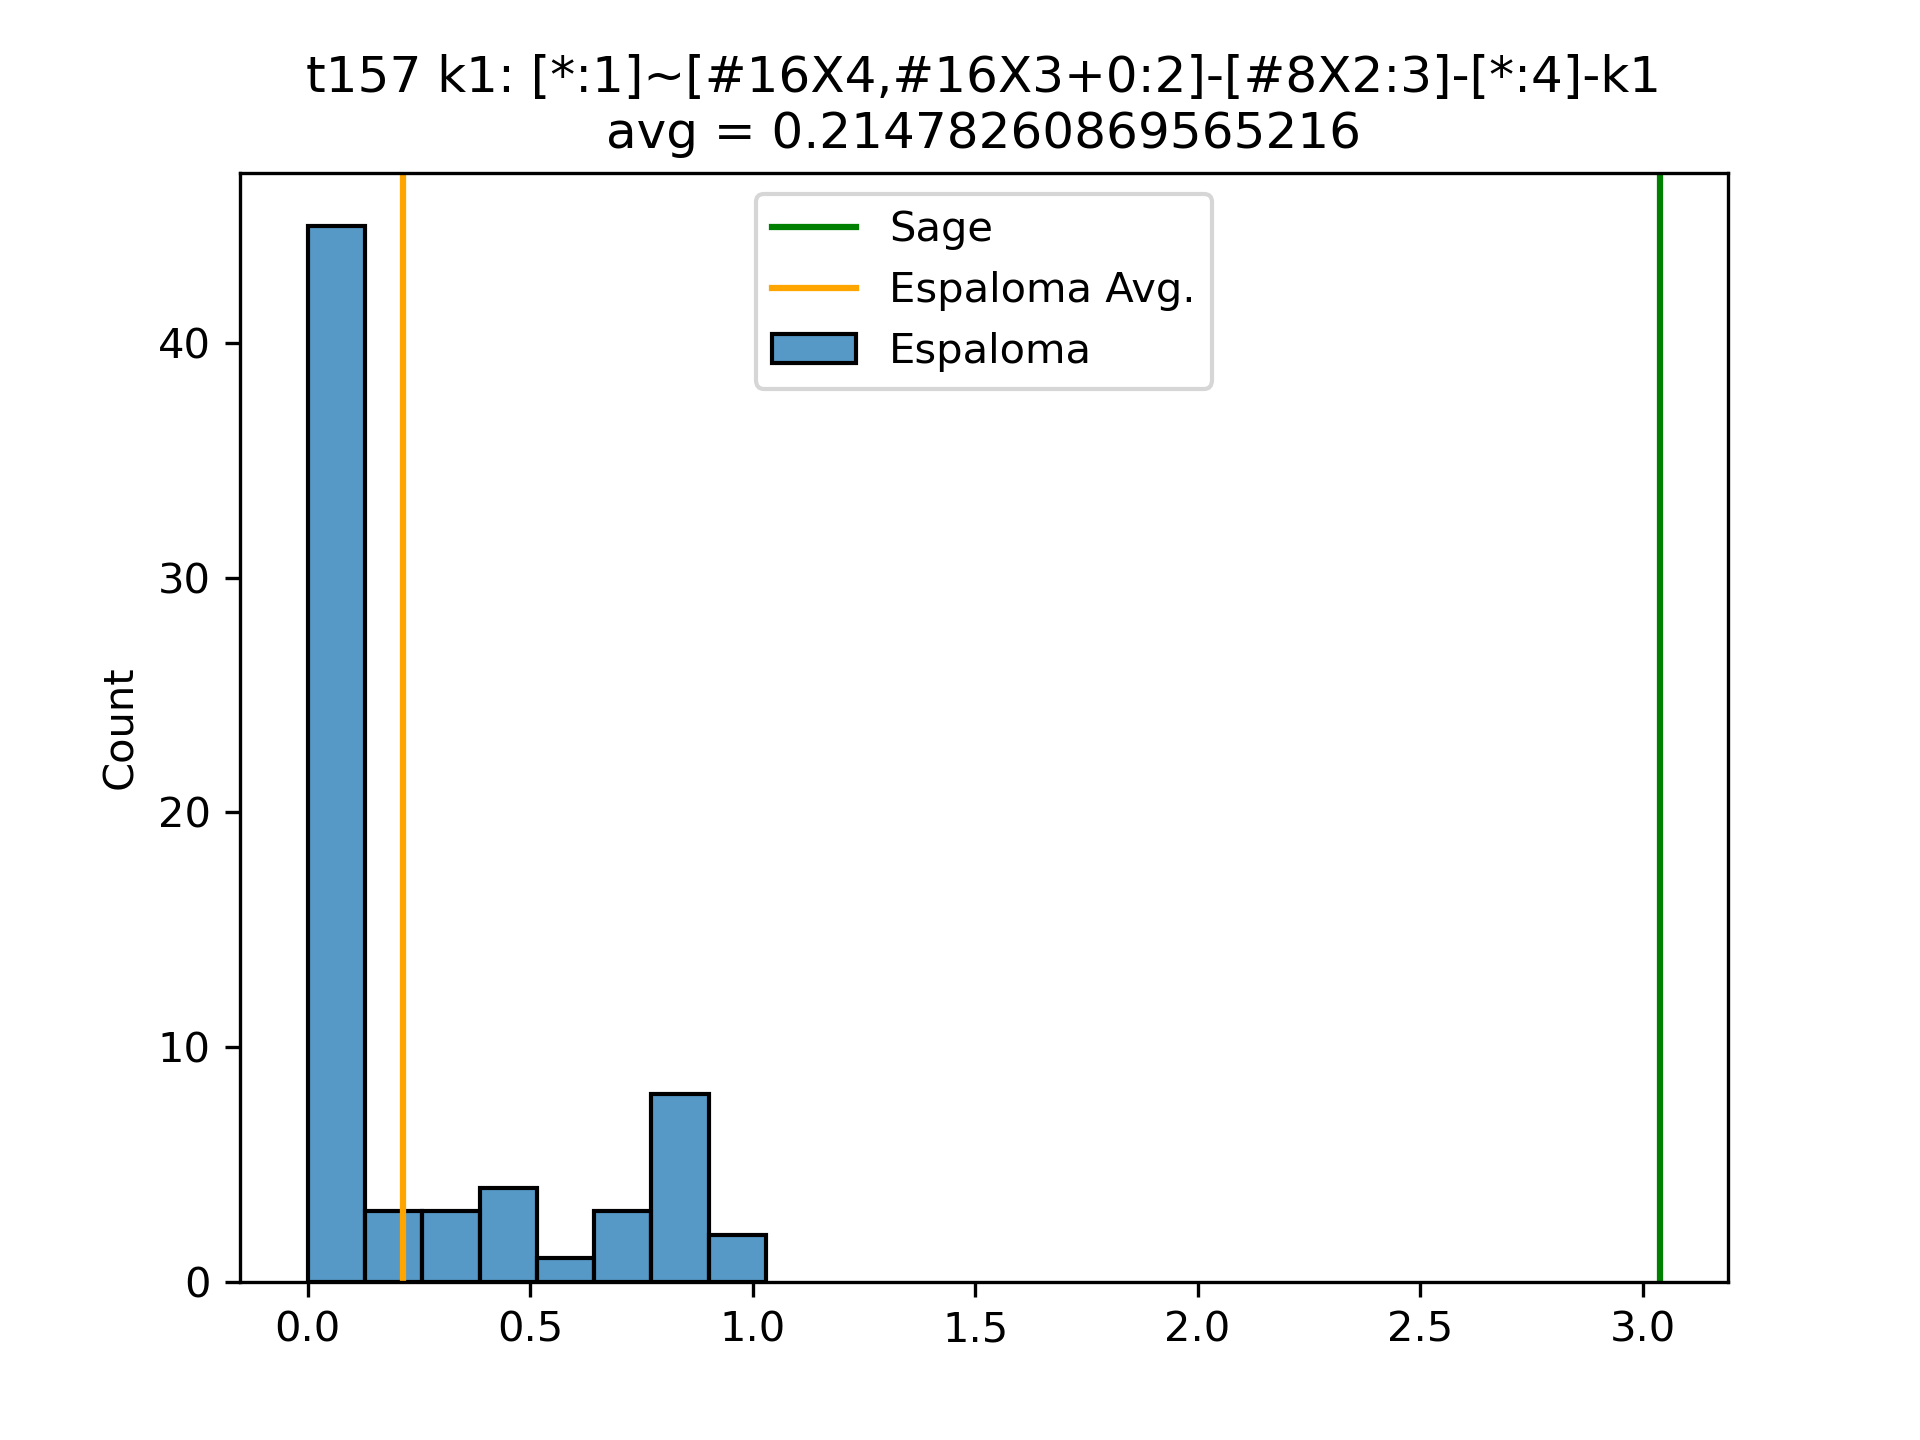 t157 k1: [*:1]~[#16X4,#16X3+0:2]-[#8X2:3]-[*:4]-k1
avg = 0.21478260869565216
Sage
Espaloma Avg.
Espaloma
Count
40
30
20
10
0
0.0 0.5 1.0 1.5 2.0 2.5 3.0